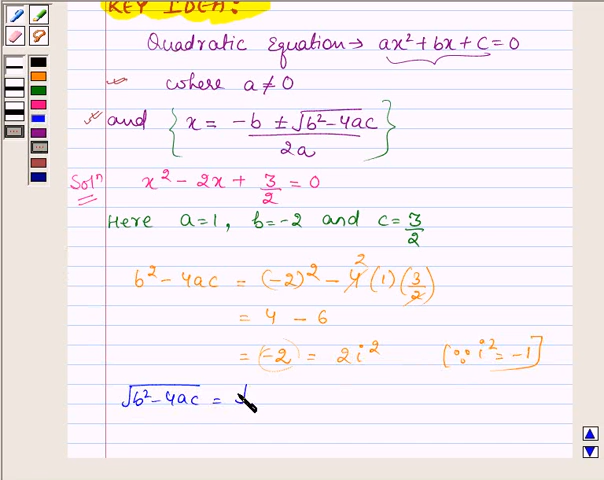 KEY IDEA:
Quadratic Equation → ax² + bx + c = 0
where a ≠ 0
and { x = (-b ± √(b² - 4ac)) / 2a }
Solⁿ x² - 2x + 3/2 = 0
Here a = 1, b = -2 and c = 3/2
b² - 4ac = (-2)² - 4̸² (1) (3/2̸)
= 4 - 6
= (-2) = 2i² [∵ i² = -1]
√(b² - 4ac) = √